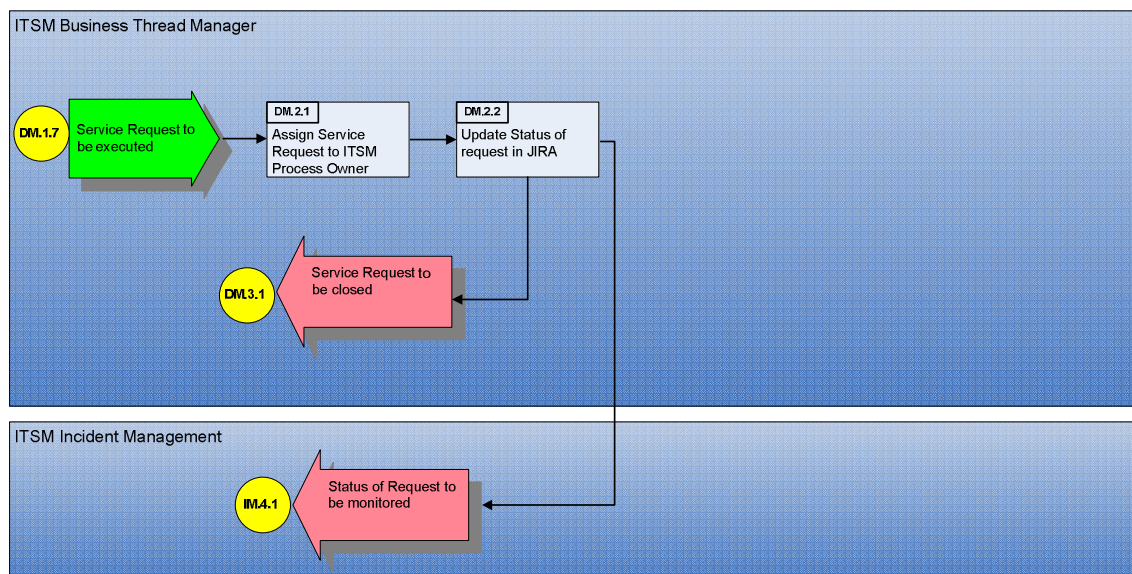 ITSM Business Thread Manager
DM.1.7
Service Request to
be executed
DM.2.1
Assign Service
Request to ITSM
Process Owner
DM.2.2
Update Status of
request in JIRA
DM.3.1
Service Request to
be closed
ITSM Incident Management
IM.4.1
Status of Request to
be monitored